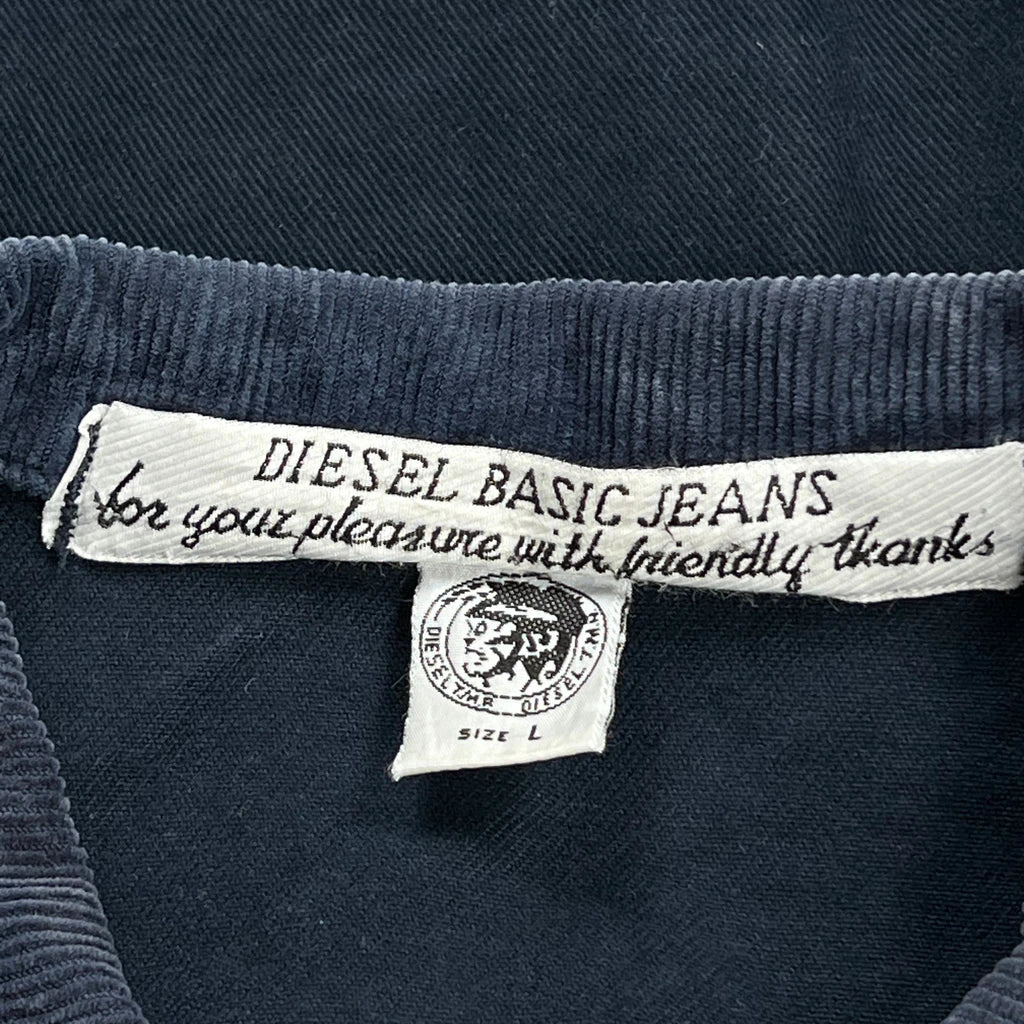 DIESEL BASIC JEANS
for your pleasure with friendly thanks
DIESEL T.M.R DIESEL T.M.R
SIZE L